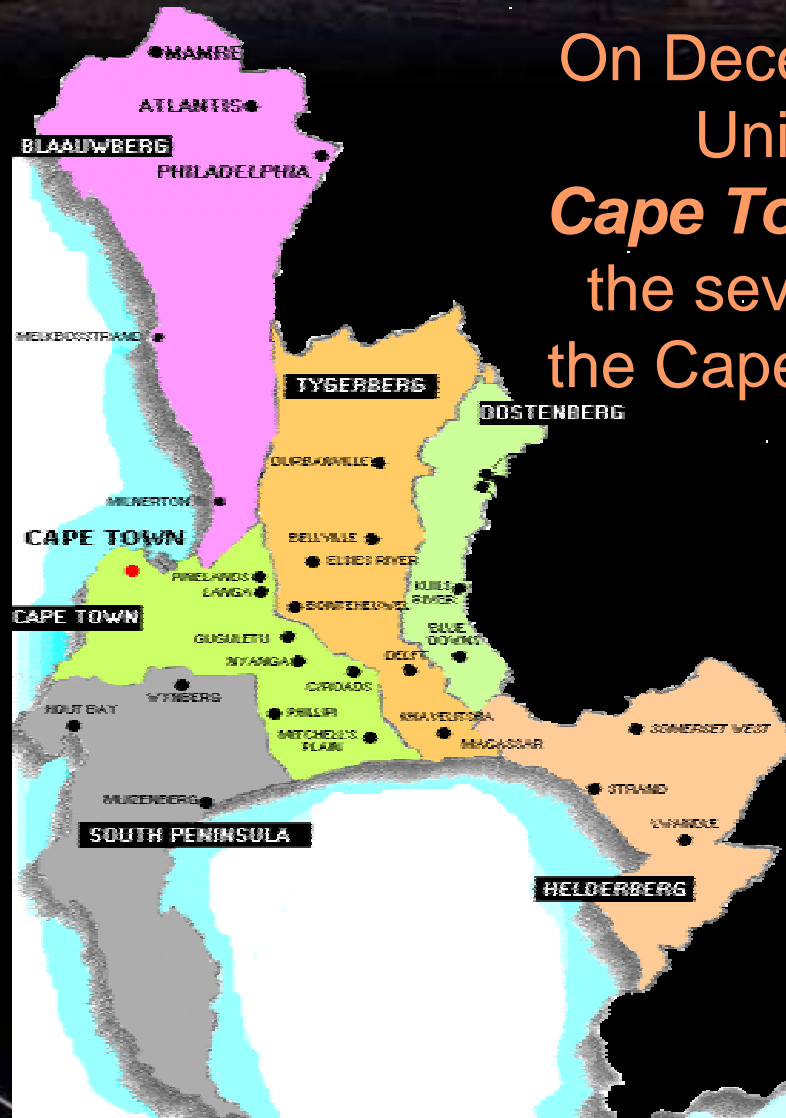 On Dece
Uni
Cape To
the sev
the Cape
MAMRE
ATLANTIS
BLAAUWBERG
PHILADELPHIA
MELKBOSSTRAND
TYGERBERG
OOSTENBERG
DURBANVILLE
MILNERTON
CAPE TOWN
BELLVILLE
ELSIES RIVER
PINELANDS
LANGA
KUILS
RIVER
CAPE TOWN
BONTEHEUWEL
GUGULETU
BLUE
DOWNS
NYANGA
DELFT
C/ROADS
WYNBERG
HOUT BAY
PHILLIPI
KHAYELITSHA
MITCHELL'S
PLAIN
MACASSAR
SOMERSET WEST
STRAND
MUIZENBERG
LWANDLE
SOUTH PENINSULA
HELDERBERG